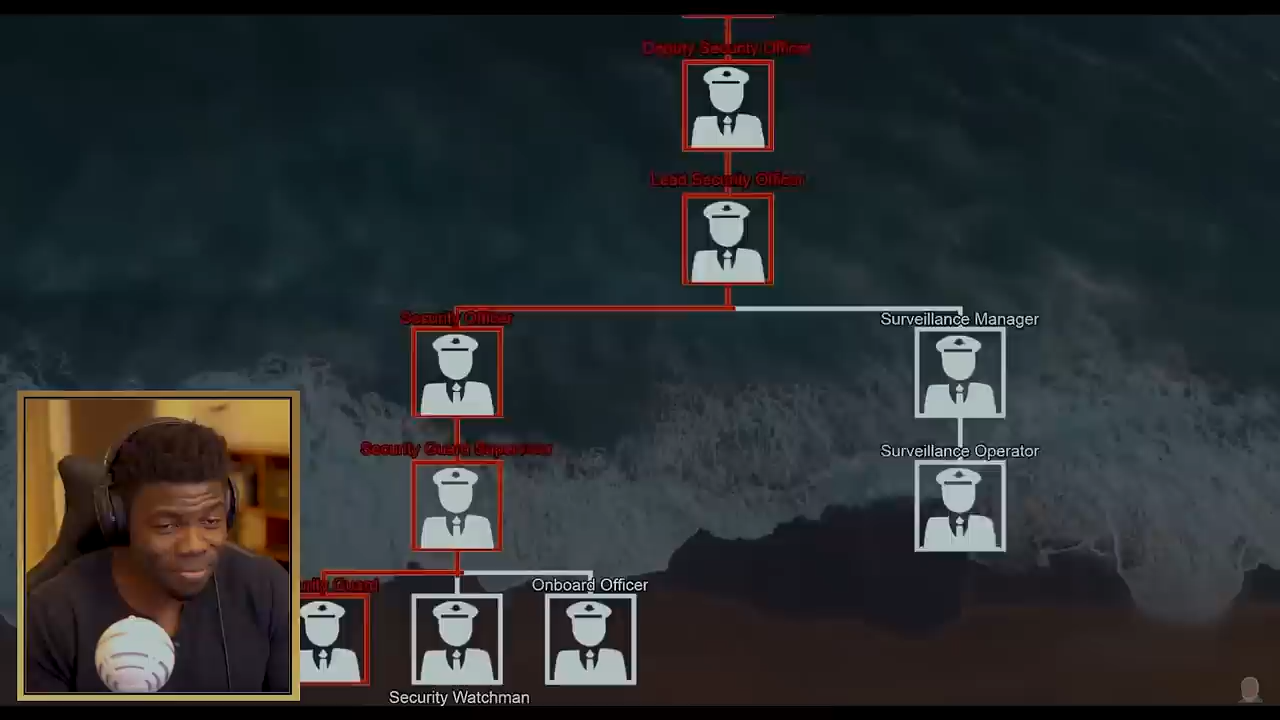 Deputy Security Officer
Lead Security Officer
Security Officer
Surveillance Manager
Security Guard Supervisor
Surveillance Operator
Guard
Onboard Officer
Security Watchman